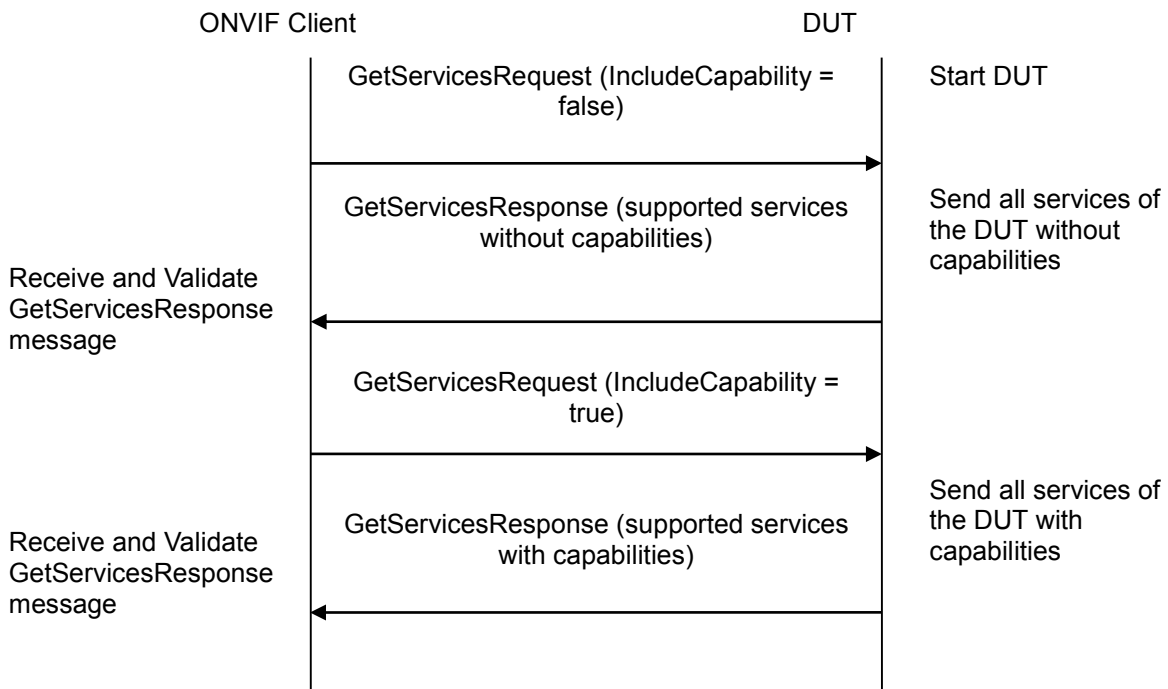 ONVIF Client
DUT
GetServicesRequest (IncludeCapability =
false)
Start DUT
GetServicesResponse (supported services
without capabilities)
Send all services of
the DUT without
capabilities
Receive and Validate
GetServicesResponse
message
GetServicesRequest (IncludeCapability =
true)
GetServicesResponse (supported services
with capabilities)
Send all services of
the DUT with
capabilities
Receive and Validate
GetServicesResponse
message